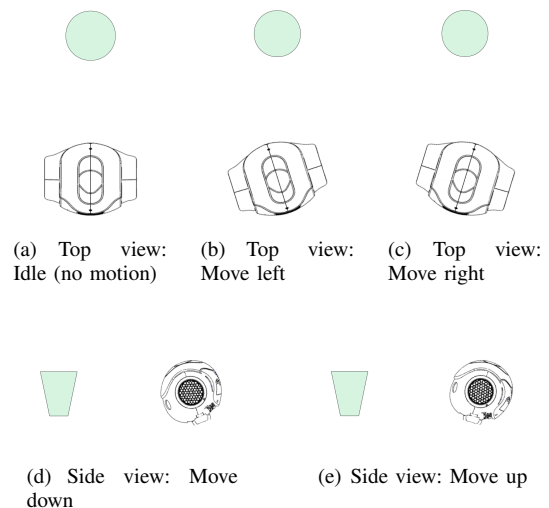 (a) Top view: (b) Top view: (c) Top view:
Idle (no motion) Move left Move right
(d) Side view: Move (e) Side view: Move up
down